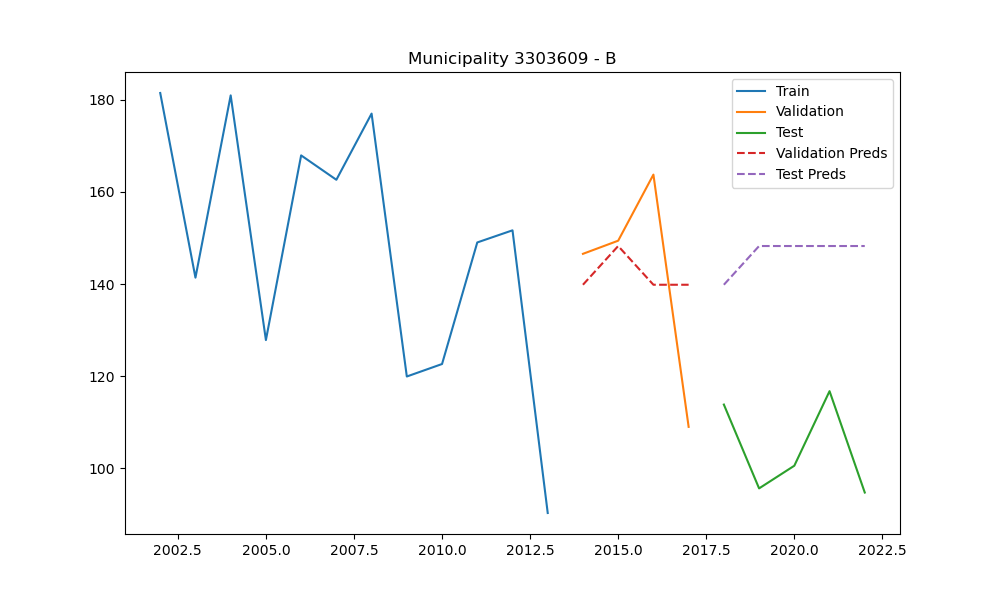 Municipality 3303609 - B
Train
Validation
Test
Validation Preds
Test Preds
180
160
140
120
100
2002.5 2005.0 2007.5 2010.0 2012.5 2015.0 2017.5 2020.0 2022.5